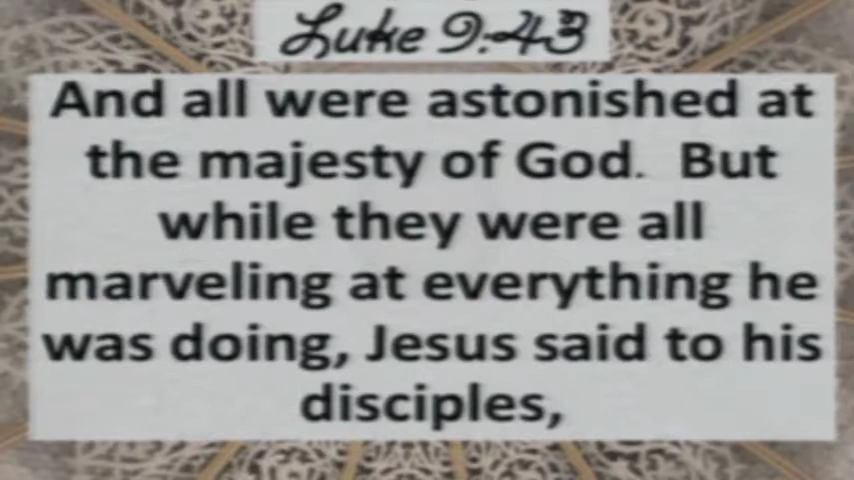 Luke 9:43
And all were astonished at
the majesty of God.  But
while they were all
marveling at everything he
was doing, Jesus said to his
disciples,